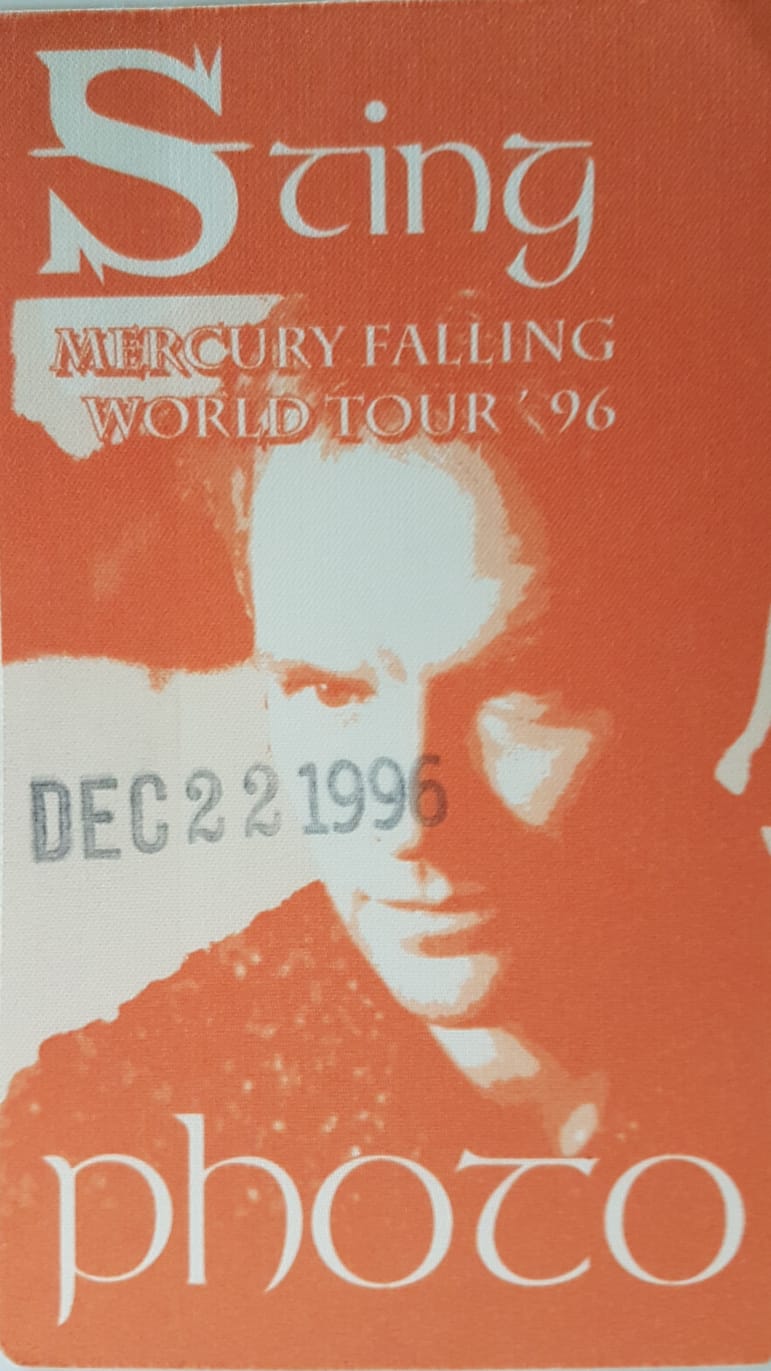 Sting
MERCURY FALLING
WORLD TOUR '96
DEC 22 1996
photo